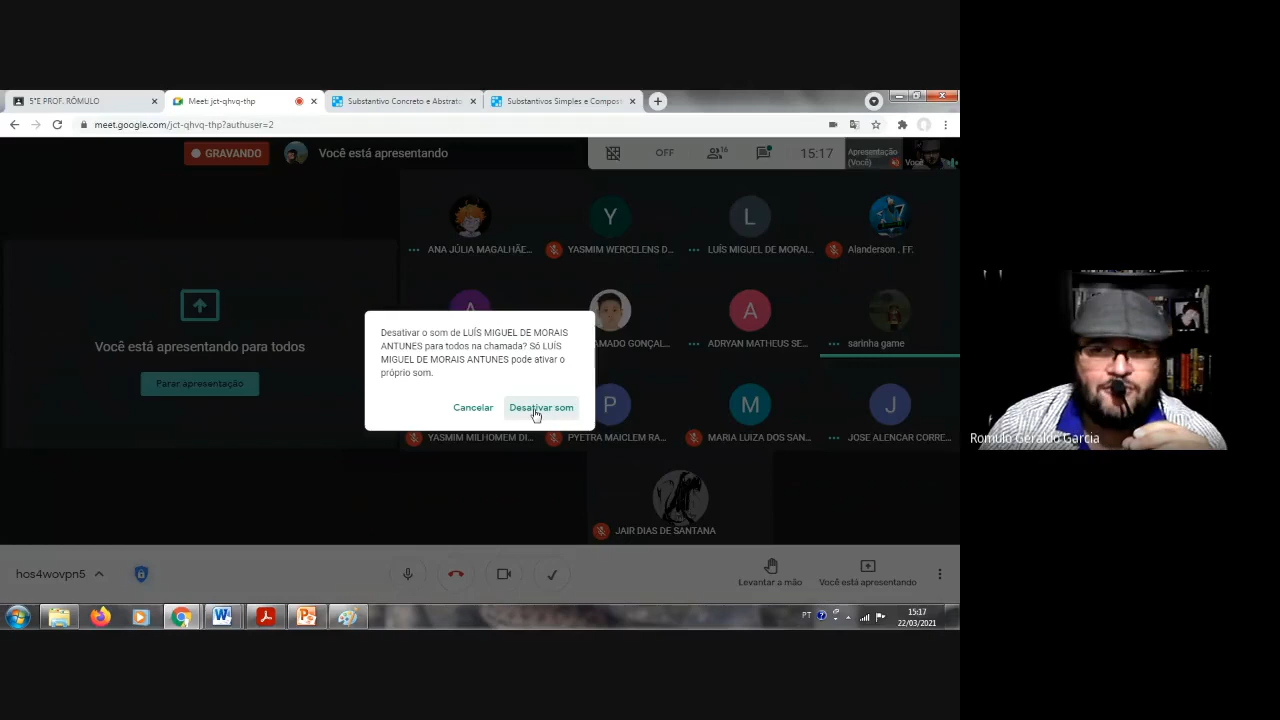 5°E PROF. RÔMULO
Meet: jct-qhvq-thp
Substantivo Concreto e Abstrato
Substantivos Simples e Compost
meet.google.com/jct-qhvq-thp?authuser=2
GRAVANDO
Você está apresentando
OFF
16
15:17
Apresentação
(Você)
Você
ANA JÚLIA MAGALHÃE...
YASMIM WERCELENS D...
LUÍS MIGUEL DE MORAI...
Alanderson . FF.
Y
L
Você está apresentando para todos
Parar apresentação
A
A
AMADO GONÇAL...
ADRYAN MATHEUS SE...
sarinha game
Desativar o som de LUÍS MIGUEL DE MORAIS
ANTUNES para todos na chamada? Só LUÍS
MIGUEL DE MORAIS ANTUNES pode ativar o
próprio som.
Cancelar
Desativar som
P
M
J
YASMIM MILHOMEM DI...
PYETRA MAICLEM RA...
MARIA LUIZA DOS SAN...
JOSE ALENCAR CORRE...
JAIR DIAS DE SANTANA
Romulo Geraldo Garcia
hos4wovpn5
Levantar a mão
Você está apresentando
PT
15:17
22/03/2021